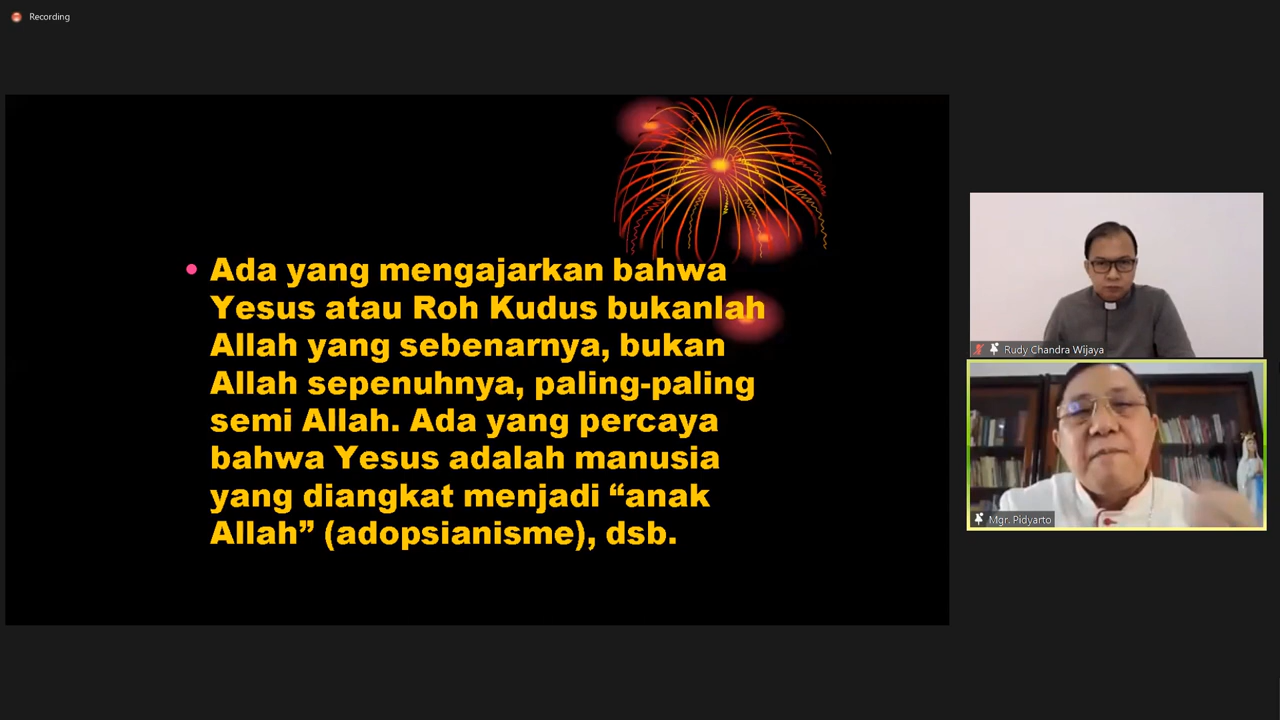 Recording
• Ada yang mengajarkan bahwa
Yesus atau Roh Kudus bukanlah
Allah yang sebenarnya, bukan
Allah sepenuhnya, paling-paling
semi Allah. Ada yang percaya
bahwa Yesus adalah manusia
yang diangkat menjadi “anak
Allah” (adopsianisme), dsb.
Rudy Chandra Wijaya
Mgr. Pidyarto